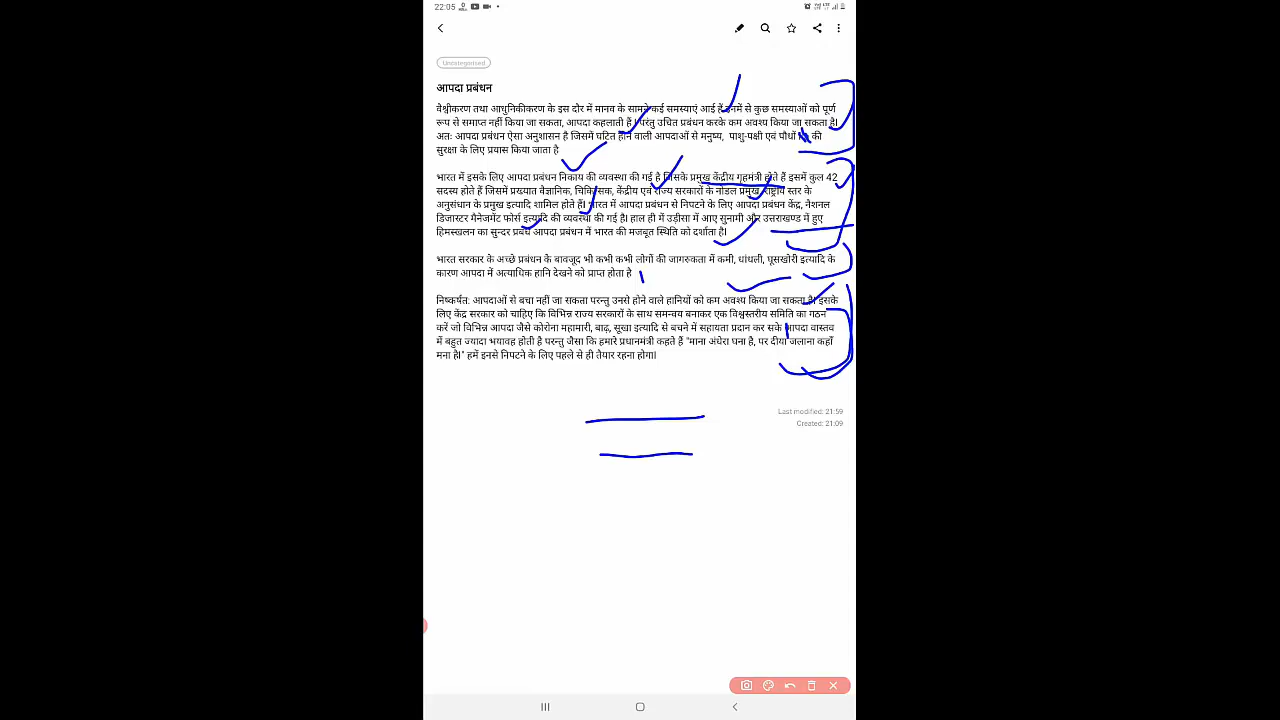 22:05
Uncategorised
आपदा प्रबंधन
वैश्वीकरण तथा आधुनिकीकरण के इस दौर में मानव के सामने कई समस्याएं आई हैं इनमें से कुछ समस्याओं को पूर्ण
रूप से समाप्त नहीं किया जा सकता, आपदा कहलाती हैं । परंतु उचित प्रबंधन करके कम अवश्य किया जा सकता है।
अतः आपदा प्रबंधन ऐसा अनुशासन है जिसमें घटित होने वाली आपदाओं से मनुष्य, पाशु-पक्षी एवं पौधों की
सुरक्षा के लिए प्रयास किया जाता है
भारत में इसके लिए आपदा प्रबंधन निकाय की व्यवस्था की गई है जिसके प्रमुख केंद्रीय गृहमंत्री होते हैं इसमें कुल 42
सदस्य होते हैं जिसमें प्रख्यात वैज्ञानिक, चिकित्सक, केंद्रीय एवं राज्य सरकारों के नोडल प्रमुख, राष्ट्रीय स्तर के
अनुसंधान के प्रमुख इत्यादि शामिल होते हैं। भारत में आपदा प्रबंधन से निपटने के लिए आपदा प्रबंधन केंद्र, नैशनल
डिजास्टर मैनेजमेंट फोर्स इत्यादि की व्यवस्था की गई है। हाल ही में उड़ीसा में आए सुनामी और उत्तराखण्ड में हुए
हिमस्खलन का सुन्दर प्रबंध आपदा प्रबंधन में भारत की मजबूत स्थिति को दर्शाता है।
भारत सरकार के अच्छे प्रबंधन के बावजूद भी कभी कभी लोगों की जागरुकता में कमी, धांधली, घूसखोरी इत्यादि के
कारण आपदा में अत्याधिक हानि देखने को प्राप्त होता है
निष्कर्षत: आपदाओं से बचा नहीं जा सकता परन्तु उनसे होने वाले हानियों को कम अवश्य किया जा सकता है। इसके
लिए केंद्र सरकार को चाहिए कि विभिन्न राज्य सरकारों के साथ समन्वय बनाकर एक विश्वस्तरीय समिति का गठन
करें जो विभिन्न आपदा जैसे कोरोना महामारी, बाढ़, सूखा इत्यादि से बचने में सहायता प्रदान कर सके आपदा वास्तव
में बहुत ज्यादा भयावह होती है परन्तु जैसा कि हमारे प्रधानमंत्री कहते हैं "माना अंधेरा घना है, पर दीया जलाना कहाँ
मना है।" हमें इनसे निपटने के लिए पहले से ही तैयार रहना होगा।
Last modified: 21:59
Created: 21:09